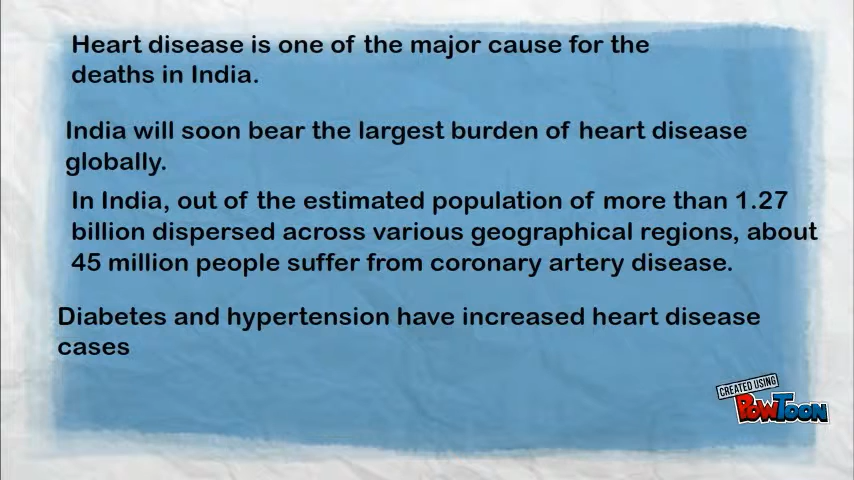 Heart disease is one of the major cause for the
deaths in India.
India will soon bear the largest burden of heart disease
globally.
In India, out of the estimated population of more than 1.27
billion dispersed across various geographical regions, about
45 million people suffer from coronary artery disease.
Diabetes and hypertension have increased heart disease
cases
CREATED USING
POWTOON